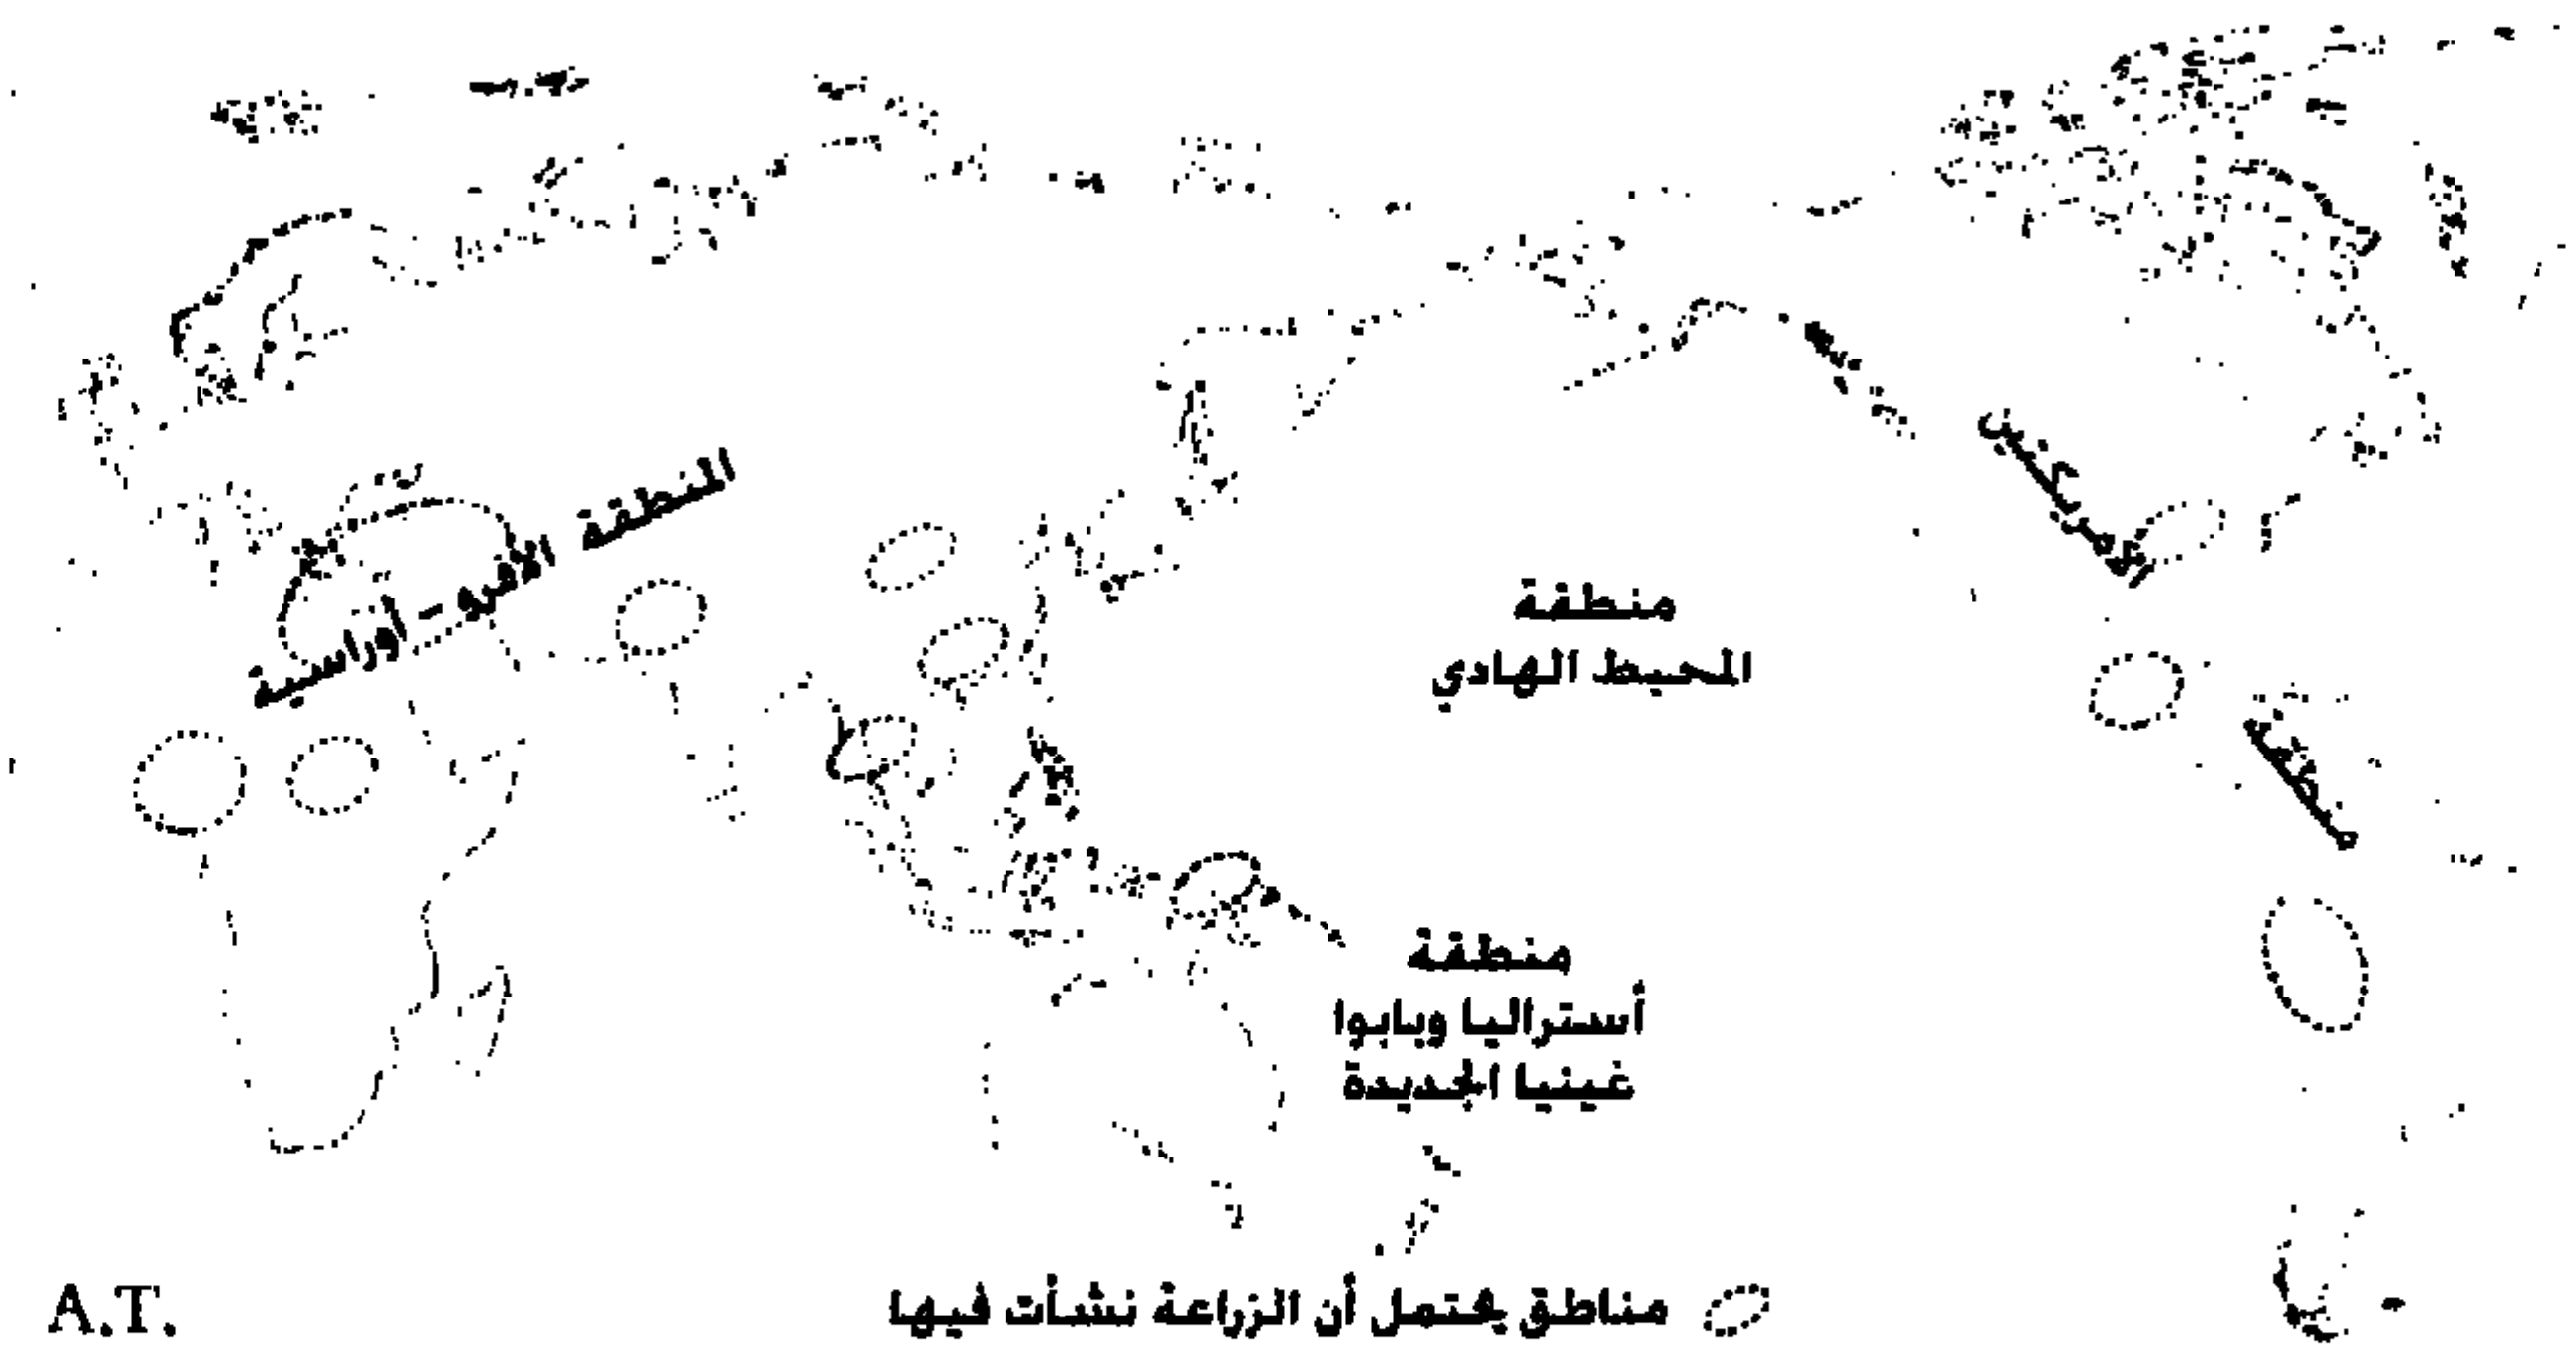 المنطقة الأفرو - أوراسية
منطقة
المحيط الهادي
منطقة الأمريكتين
منطقة
أستراليا وبابوا
غينيا الجديدة
مناطق يحتمل أن الزراعة نشأت فيها
A.T.